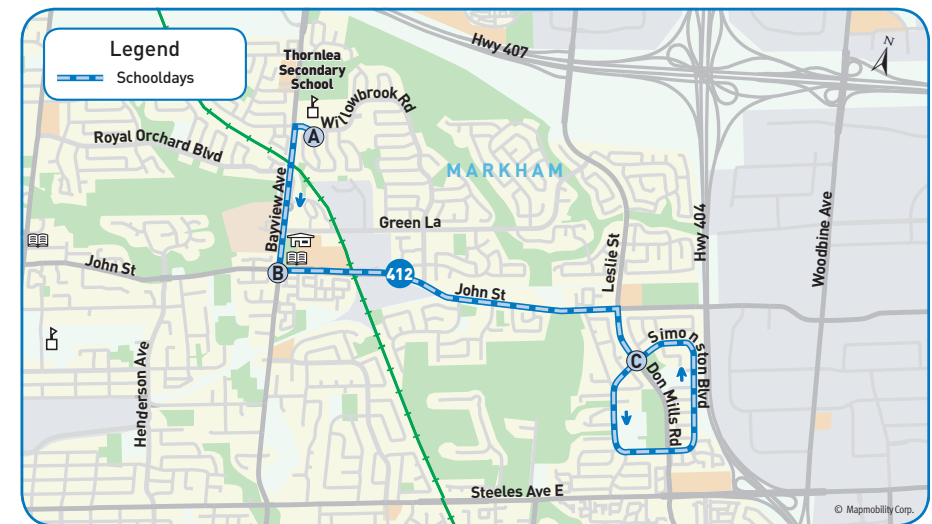 Legend
Schooldays
Thornlea
Secondary
School
Hwy 407
N
Willowbrook Rd
A
Royal Orchard Blvd
MARKHAM
Bayview Ave
Green La
Leslie St
Hwy 404
Woodbine Ave
John St
B
412
John St
Simonston Blvd
C
Don Mills Rd
Henderson Ave
Steeles Ave E
© Mapmobility Corp.